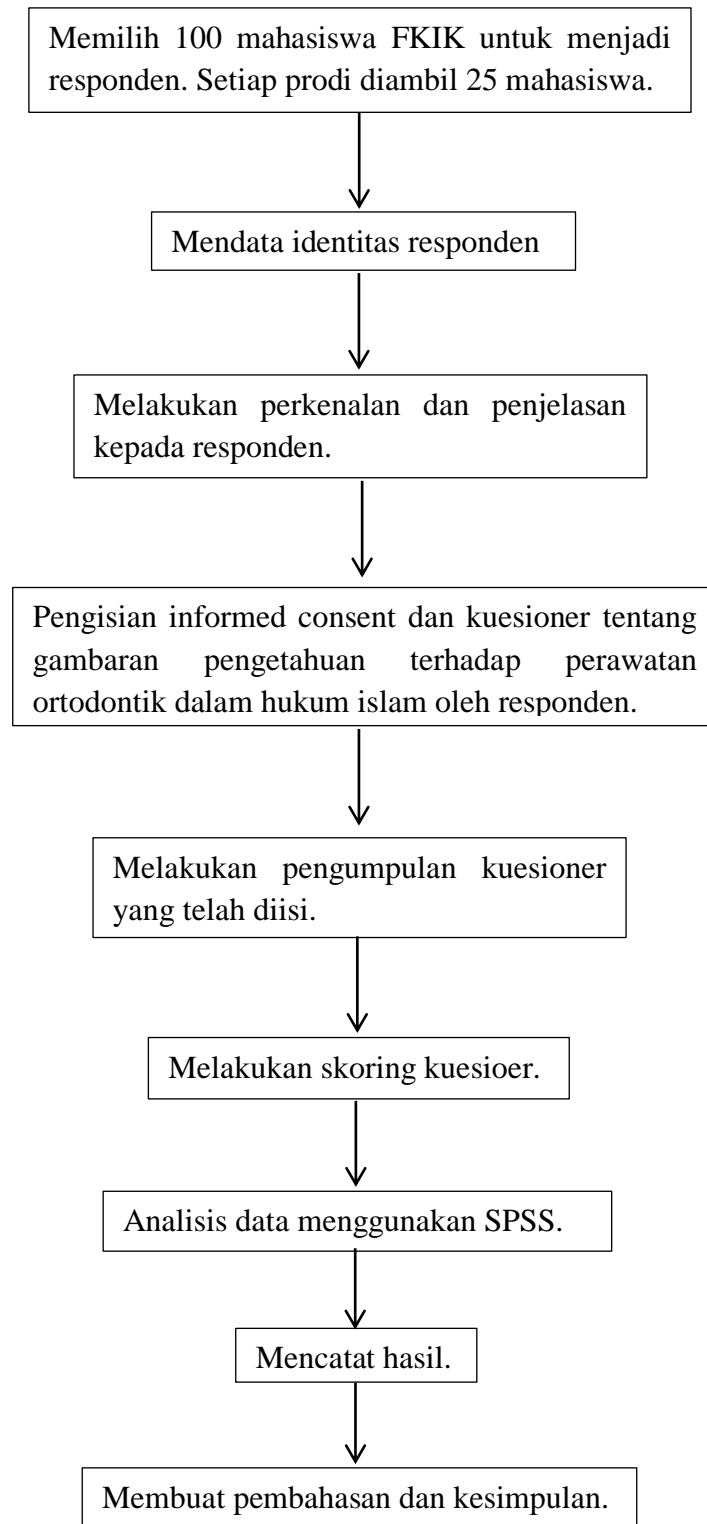 Memilih 100 mahasiswa FKIK untuk menjadi
responden. Setiap prodi diambil 25 mahasiswa.
Mendata identitas responden
Melakukan perkenalan dan penjelasan
kepada responden.
Pengisian informed consent dan kuesioner tentang
gambaran pengetahuan terhadap perawatan
ortodontik dalam hukum islam oleh responden.
Melakukan pengumpulan kuesioner
yang telah diisi.
Melakukan skoring kuesioer.
Analisis data menggunakan SPSS.
Mencatat hasil.
Membuat pembahasan dan kesimpulan.